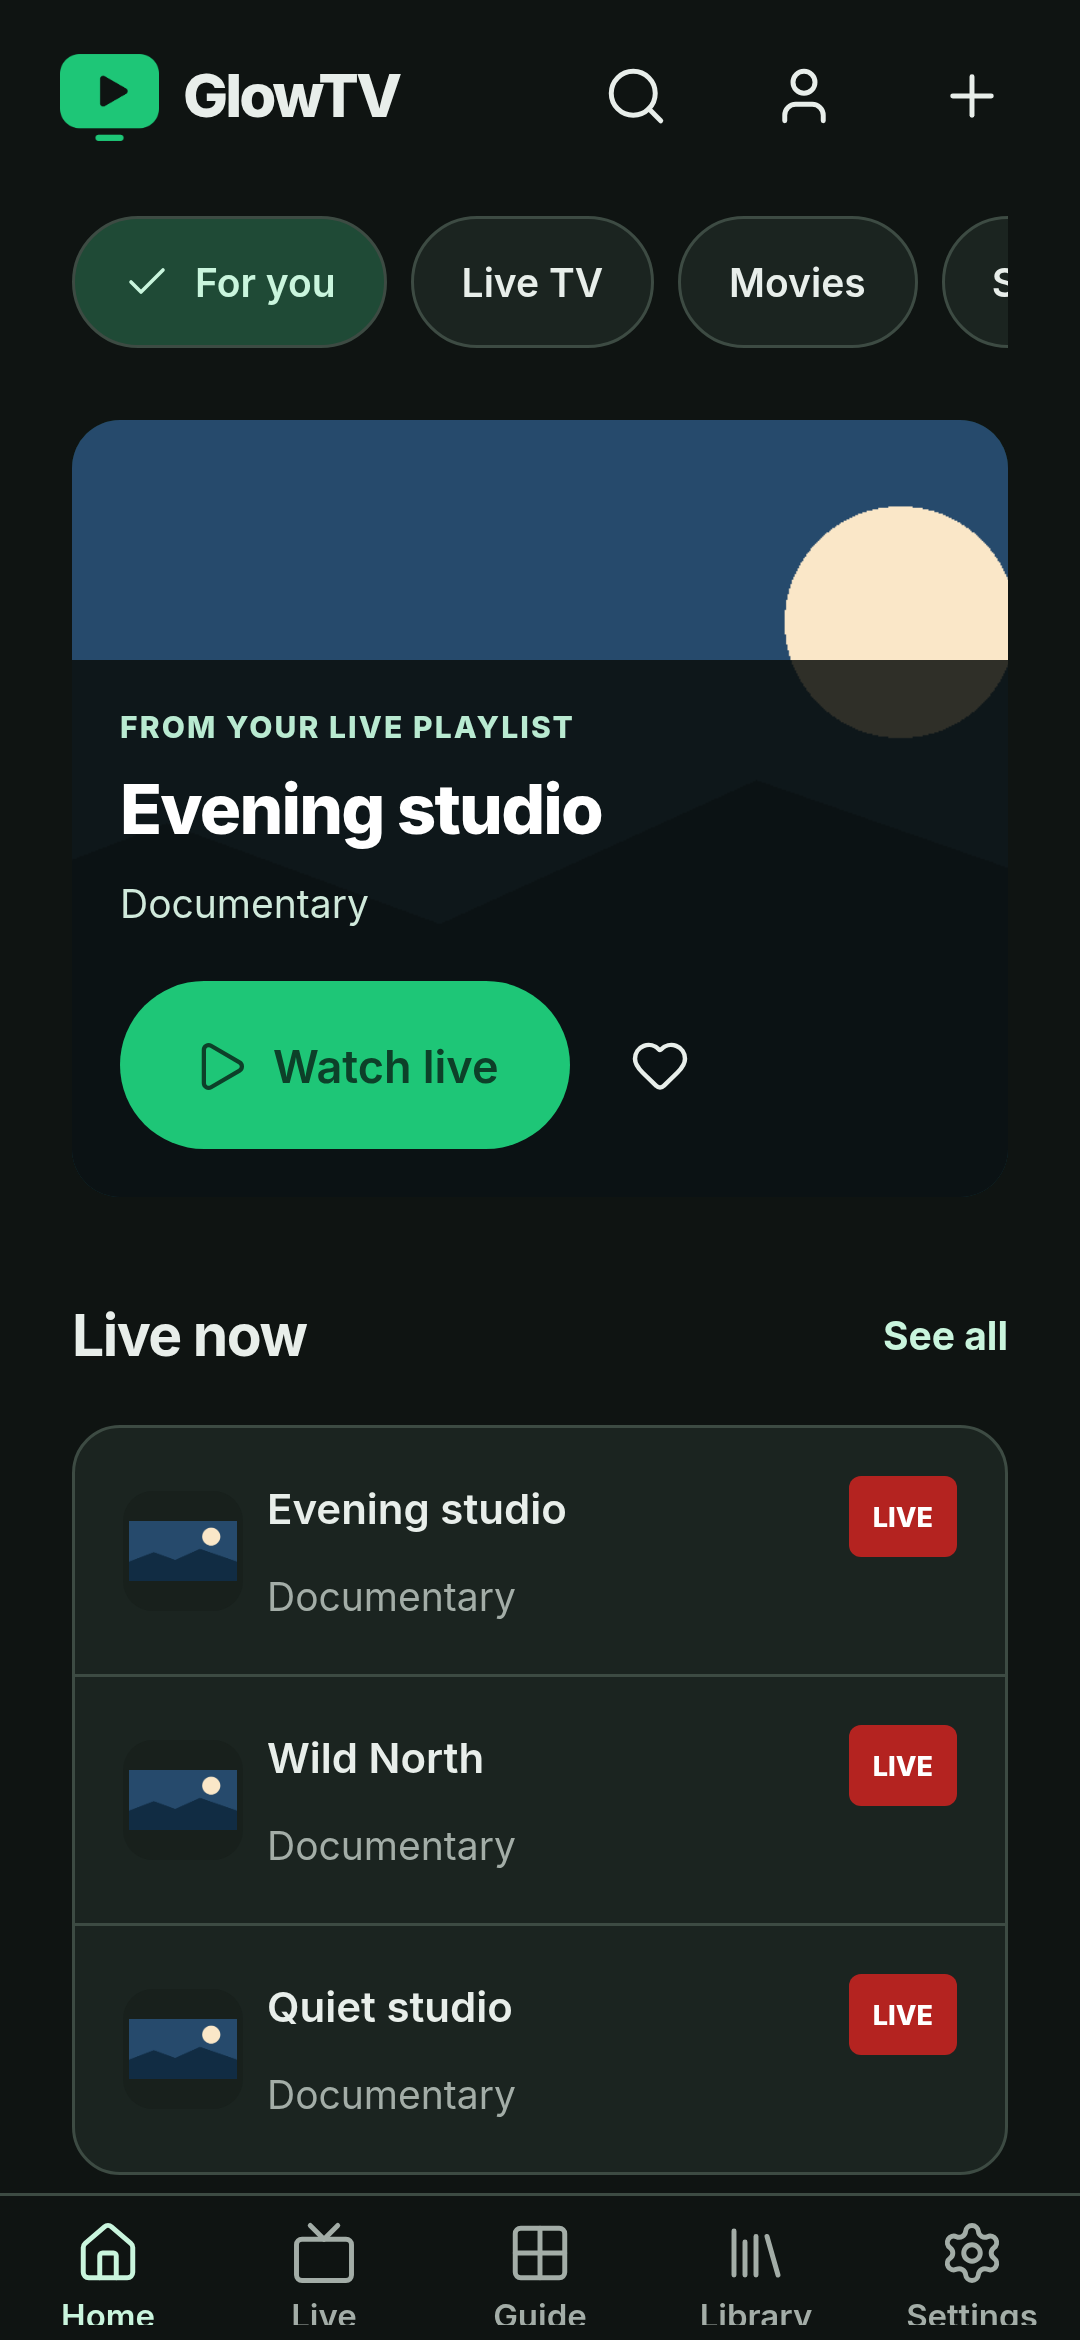 GlowTV
For you
Live TV
Movies
S
FROM YOUR LIVE PLAYLIST
Evening studio
Documentary
Watch live
Live now
See all
Evening studio
LIVE
Documentary
Wild North
LIVE
Documentary
Quiet studio
LIVE
Documentary
Home
Live
Guide
Library
Settings